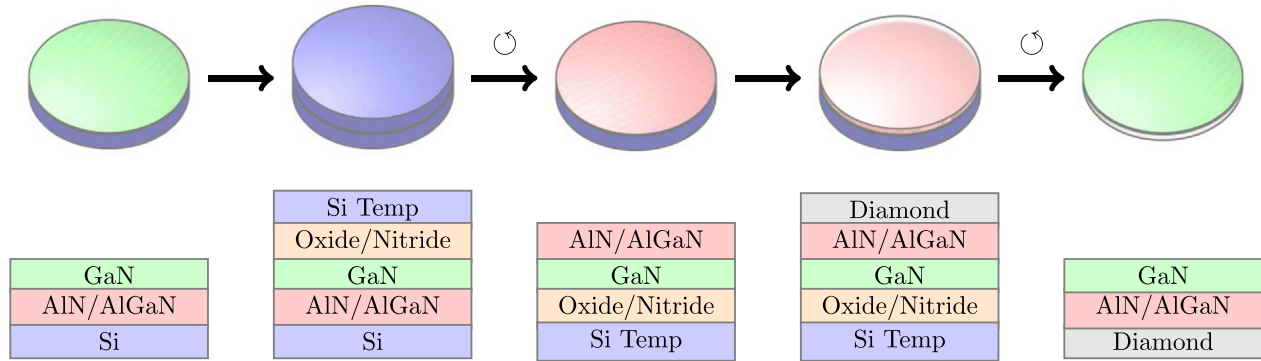 GaN
AlN/AlGaN
Si
Si Temp
Oxide/Nitride
GaN
AlN/AlGaN
Si
AlN/AlGaN
GaN
Oxide/Nitride
Si Temp
Diamond
AlN/AlGaN
GaN
Oxide/Nitride
Si Temp
GaN
AlN/AlGaN
Diamond